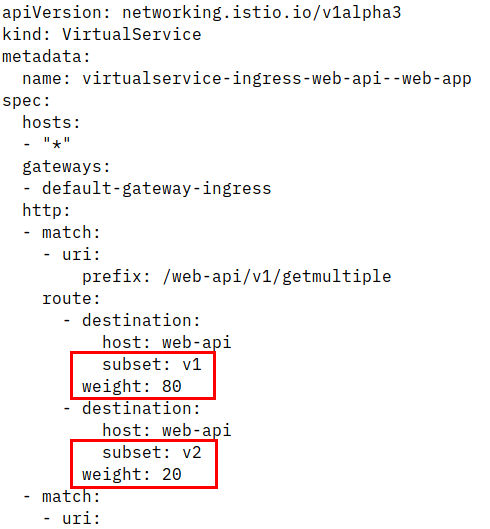 apiVersion: networking.istio.io/v1alpha3
kind: VirtualService
metadata:
  name: virtualservice-ingress-web-api--web-app
spec:
  hosts:
  - "*"
  gateways:
  - default-gateway-ingress
  http:
  - match:
    - uri:
        prefix: /web-api/v1/getmultiple
    route:
      - destination:
          host: web-api
          subset: v1
        weight: 80
      - destination:
          host: web-api
          subset: v2
        weight: 20
  - match:
    - uri: